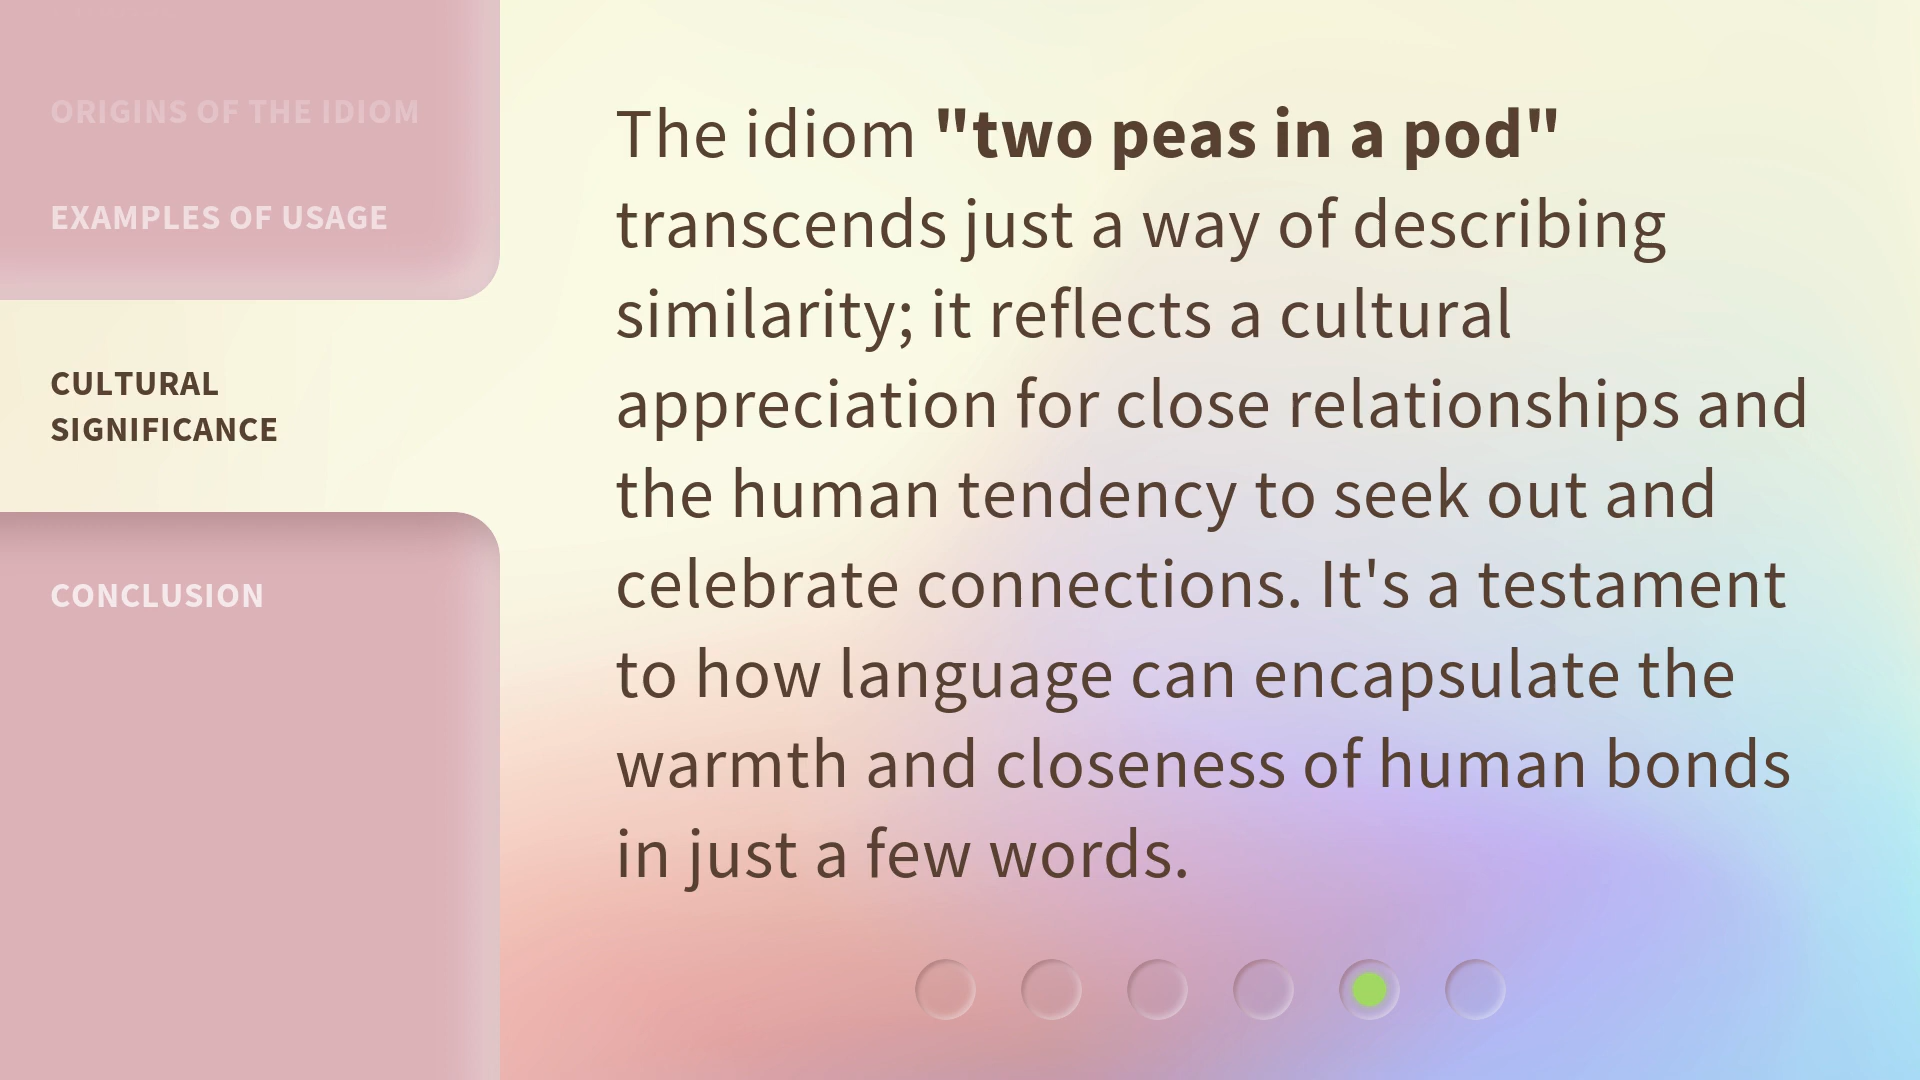 ORIGINS OF THE IDIOM
EXAMPLES OF USAGE
CULTURAL
SIGNIFICANCE
CONCLUSION
The idiom "two peas in a pod"
transcends just a way of describing
similarity; it reflects a cultural
appreciation for close relationships and
the human tendency to seek out and
celebrate connections. It's a testament
to how language can encapsulate the
warmth and closeness of human bonds
in just a few words.